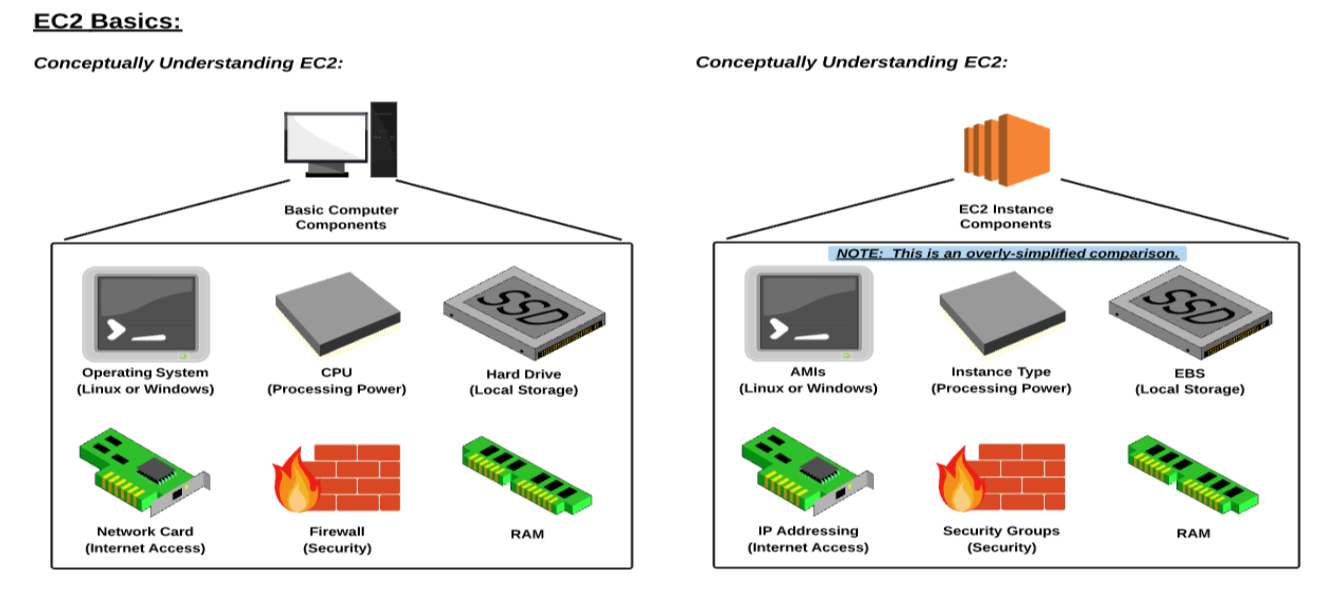 EC2 Basics:
Conceptually Understanding EC2:
Basic Computer
Components
Operating System
(Linux or Windows)
CPU
(Processing Power)
SSD
Hard Drive
(Local Storage)
Network Card
(Internet Access)
Firewall
(Security)
RAM
Conceptually Understanding EC2:
EC2 Instance
Components
NOTE: This is an overly-simplified comparison.
AMIs
(Linux or Windows)
Instance Type
(Processing Power)
SSD
EBS
(Local Storage)
IP Addressing
(Internet Access)
Security Groups
(Security)
RAM